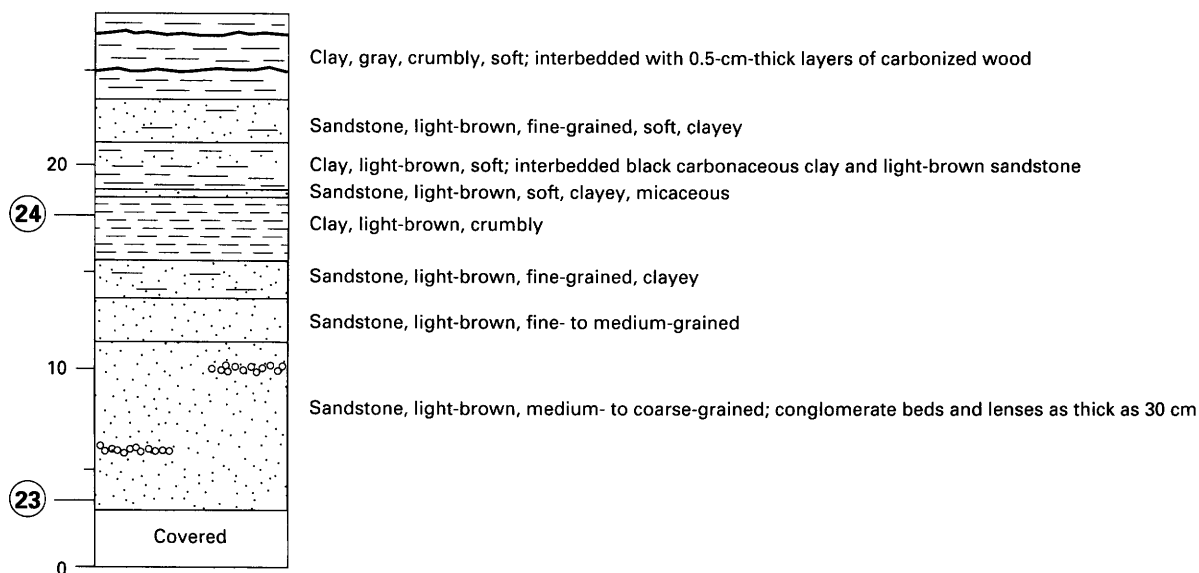 Clay, gray, crumbly, soft; interbedded with 0.5-cm-thick layers of carbonized wood
Sandstone, light-brown, fine-grained, soft, clayey
20
Clay, light-brown, soft; interbedded black carbonaceous clay and light-brown sandstone
Sandstone, light-brown, soft, clayey, micaceous
24
Clay, light-brown, crumbly
Sandstone, light-brown, fine-grained, clayey
Sandstone, light-brown, fine- to medium-grained
10
Sandstone, light-brown, medium- to coarse-grained; conglomerate beds and lenses as thick as 30 cm
23
Covered
0